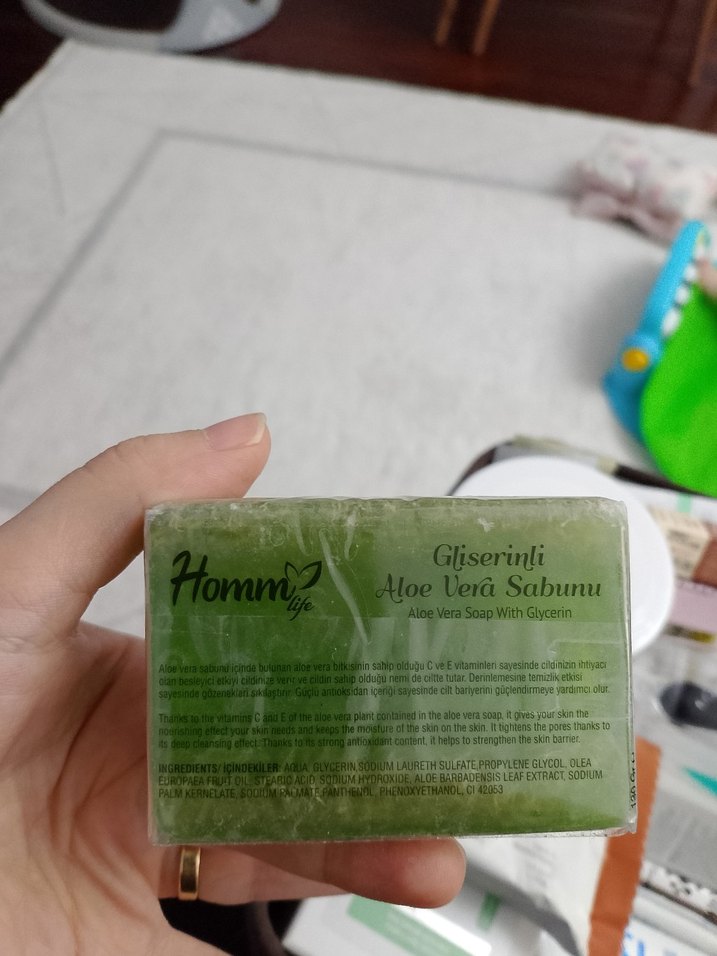 Homm life
Gliserinli
Aloe Vera Sabunu
Aloe Vera Soap With Glycerin
Aloe vera sabunu içinde bulunan aloe vera bitkisinin sahip olduğu C ve E vitaminleri sayesinde cildinizin ihtiyacı
olan besleyici etkiyi cildinize verir ve cildin sahip olduğu nemi de ciltte tutar. Derinlemesine temizlik etkisi
sayesinde gözenekleri sıkılaştırır. Güçlü antioksidan içeriği sayesinde cilt bariyerini güçlendirmeye yardımcı olur.
Thanks to the vitamins C and E of the aloe vera plant contained in the aloe vera soap, it gives your skin the
nourishing effect your skin needs and keeps the moisture of the skin on the skin. It tightens the pores thanks to
its deep cleansing effect. Thanks to its strong antioxidant content, it helps to strengthen the skin barrier.
INGREDIENTS/ İÇİNDEKİLER: AQUA, GLYCERIN,SODIUM LAURETH SULFATE,PROPYLENE GLYCOL, OLEA
EUROPAEA FRUIT OIL, STEARIC ACID, SODIUM HYDROXIDE, ALOE BARBADENSIS LEAF EXTRACT, SODIUM
PALM KERNELATE, SODIUM PALMATE,PANTHENOL, PHENOXYETHANOL, CI 42053